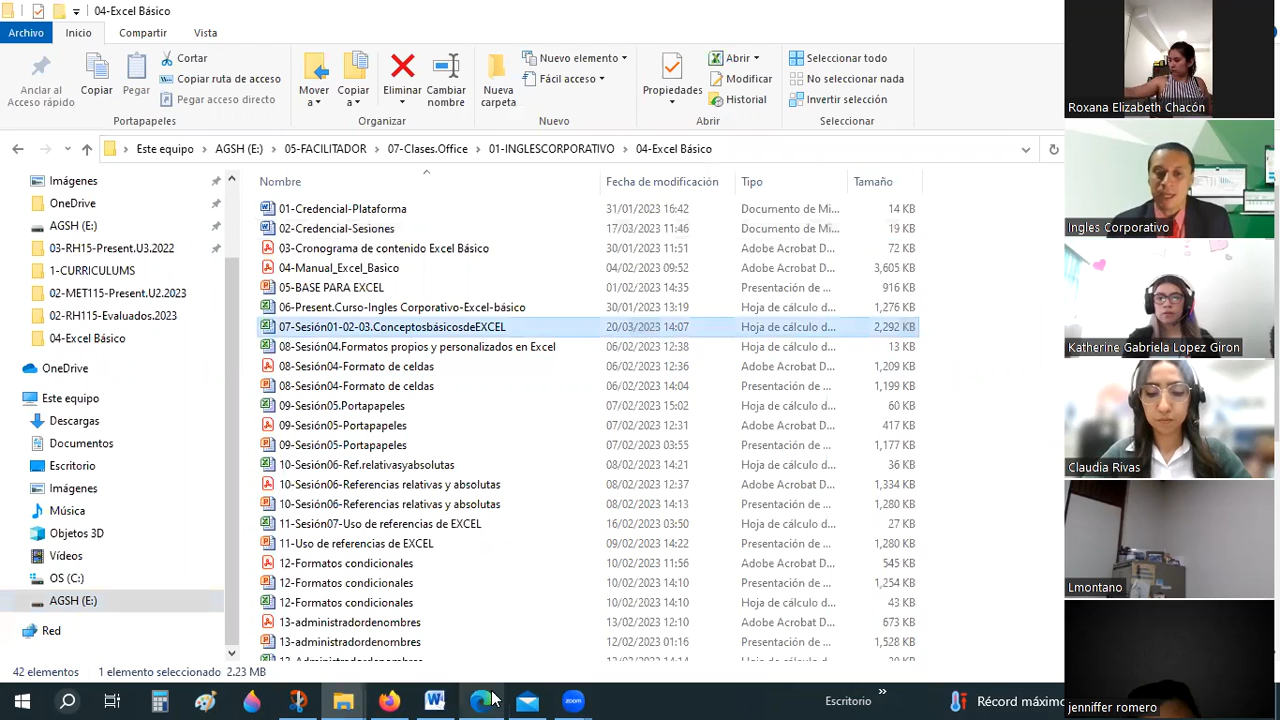 04-Excel Básico
Archivo Inicio Compartir Vista
Anclar al Acceso rápido
Copiar
Pegar
Cortar
Copiar ruta de acceso
Pegar acceso directo
Portapapeles
Mover a
Copiar a
Eliminar
Cambiar nombre
Organizar
Nueva carpeta
Nuevo elemento
Fácil acceso
Nuevo
Propiedades
Abrir
Modificar
Historial
Abrir
Seleccionar todo
No seleccionar nada
Invertir selección
Seleccionar
Este equipo > AGSH (E:) > 05-FACILITADOR > 07-Clases.Office > 01-INGLESCORPORATIVO > 04-Excel Básico
Imágenes
OneDrive
AGSH (E:)
03-RH15-Present.U3.2022
1-CURRICULUMS
02-MET115-Present.U2.2023
02-RH115-Evaluados.2023
04-Excel Básico
OneDrive
Este equipo
Descargas
Documentos
Escritorio
Imágenes
Música
Objetos 3D
Vídeos
OS (C:)
AGSH (E:)
Red
Nombre Fecha de modificación Tipo Tamaño
01-Credencial-Plataforma 31/01/2023 16:42 Documento de Mi... 14 KB
02-Credencial-Sesiones 17/03/2023 11:46 Documento de Mi... 19 KB
03-Cronograma de contenido Excel Básico 30/01/2023 11:51 Adobe Acrobat D... 72 KB
04-Manual_Excel_Basico 04/02/2023 09:52 Adobe Acrobat D... 3,605 KB
05-BASE PARA EXCEL 01/02/2023 14:35 Presentación de ... 916 KB
06-Present.Curso-Ingles Corporativo-Excel-básico 30/01/2023 13:19 Hoja de cálculo d... 1,276 KB
07-Sesión01-02-03.ConceptosbásicosdeEXCEL 20/03/2023 14:07 Hoja de cálculo d... 2,292 KB
08-Sesión04.Formatos propios y personalizados en Excel 06/02/2023 12:38 Hoja de cálculo d... 13 KB
08-Sesión04-Formato de celdas 06/02/2023 12:36 Adobe Acrobat D... 1,209 KB
08-Sesión04-Formato de celdas 06/02/2023 14:04 Presentación de ... 1,199 KB
09-Sesión05.Portapapeles 07/02/2023 15:02 Hoja de cálculo d... 60 KB
09-Sesión05-Portapapeles 07/02/2023 12:31 Adobe Acrobat D... 417 KB
09-Sesión05-Portapapeles 07/02/2023 03:55 Presentación de ... 1,177 KB
10-Sesión06-Ref.relativasyabsolutas 08/02/2023 14:21 Hoja de cálculo d... 36 KB
10-Sesión06-Referencias relativas y absolutas 08/02/2023 12:37 Adobe Acrobat D... 1,334 KB
10-Sesión06-Referencias relativas y absolutas 08/02/2023 14:13 Presentación de ... 1,280 KB
11-Sesión07-Uso de referencias de EXCEL 16/02/2023 03:50 Hoja de cálculo d... 27 KB
11-Uso de referencias de EXCEL 09/02/2023 14:22 Presentación de ... 1,280 KB
12-Formatos condicionales 10/02/2023 11:56 Adobe Acrobat D... 545 KB
12-Formatos condicionales 10/02/2023 14:10 Presentación de ... 1,254 KB
12-Formatos condicionales 10/02/2023 14:10 Hoja de cálculo d... 43 KB
13-administradordenombres 13/02/2023 12:10 Adobe Acrobat D... 673 KB
13-administradordenombres 12/02/2023 01:16 Presentación de ... 1,528 KB
42 elementos 1 elemento seleccionado 2.23 MB
Escritorio
Récord máximo
Roxana Elizabeth Chacón
Ingles Corporativo
Katherine Gabriela Lopez Giron
Claudia Rivas
Lmontano
jenniffer romero
zoom